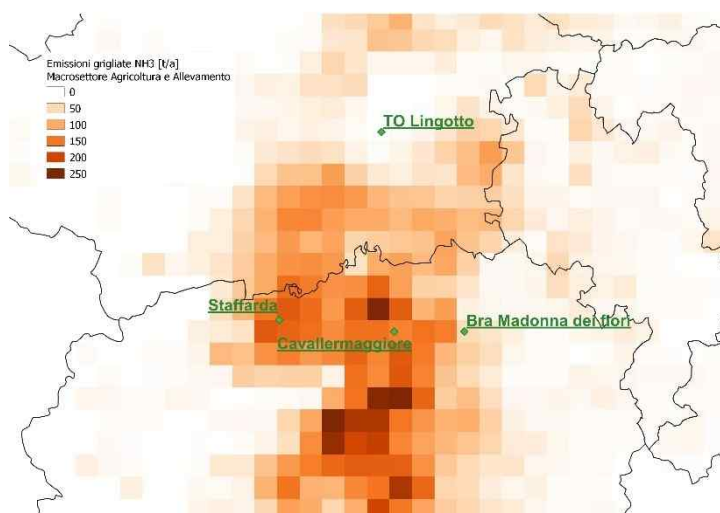 Emissioni grigliate NH3 [t/a]
Macrosettore Agricoltura e Allevamento
0
50
100
150
200
250
TO Lingotto
Staffarda
Bra Madonna dei fiori
Cavallermaggiore